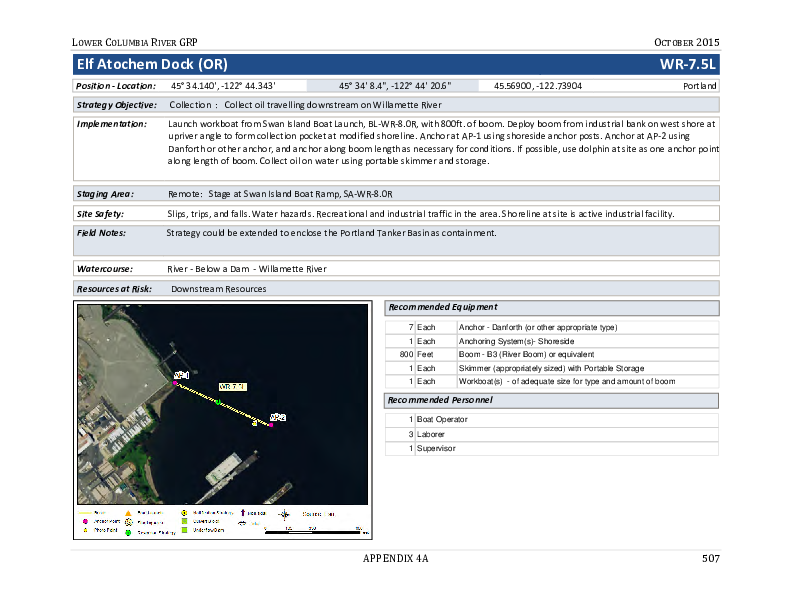 LOWER COLUMBIA RIVER GRP OCTOBER 2015
Elf Atochem Dock (OR) WR-7.5L
Position - Location: 45° 34.140', -122° 44.343' 45° 34' 8.4", -122° 44' 20.6" 45.56900, -122.73904 Portland
Strategy Objective: Collection : Collect oil travelling downstream on Willamette River
Implementation: Launch workboat from Swan Island Boat Launch, BL-WR-8.0R, with 800ft. of boom. Deploy boom from industrial bank on west shore at
upriver angle to form collection pocket at modified shoreline. Anchor at AP-1 using shoreside anchor posts. Anchor at AP-2 using
Danforth or other anchor, and anchor along boom length as necessary for conditions. If possible, use dolphin at site as one anchor point
along length of boom. Collect oil on water using portable skimmer and storage.
Staging Area: Remote: Stage at Swan Island Boat Ramp, SA-WR-8.0R
Site Safety: Slips, trips, and falls. Water hazards. Recreational and industrial traffic in the area. Shoreline at site is active industrial facility.
Field Notes: Strategy could be extended to enclose the Portland Tanker Basin as containment.
Watercourse: River - Below a Dam - Willamette River
Resources at Risk: Downstream Resources
Recommended Equipment
7 Each Anchor - Danforth (or other appropriate type)
1 Each Anchoring System(s)- Shoreside
800 Feet Boom - B3 (River Boom) or equivalent
1 Each Skimmer (appropriately sized) with Portable Storage
1 Each Workboat(s) - of adequate size for type and amount of boom
Recommended Personnel
1 Boat Operator
3 Laborer
1 Supervisor
AP-1
WR-7.5L
AP-2
Anchor Point
Photo Point
APPENDIX 4A 507